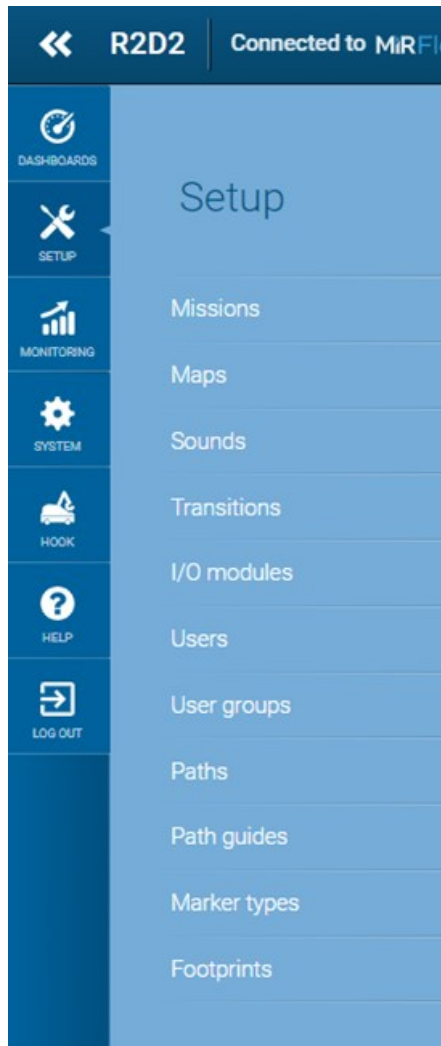 R2D2 Connected to MiR
DASHBOARDS
SETUP
MONITORING
SYSTEM
HOOK
HELP
LOG OUT
Setup
Missions
Maps
Sounds
Transitions
I/O modules
Users
User groups
Paths
Path guides
Marker types
Footprints